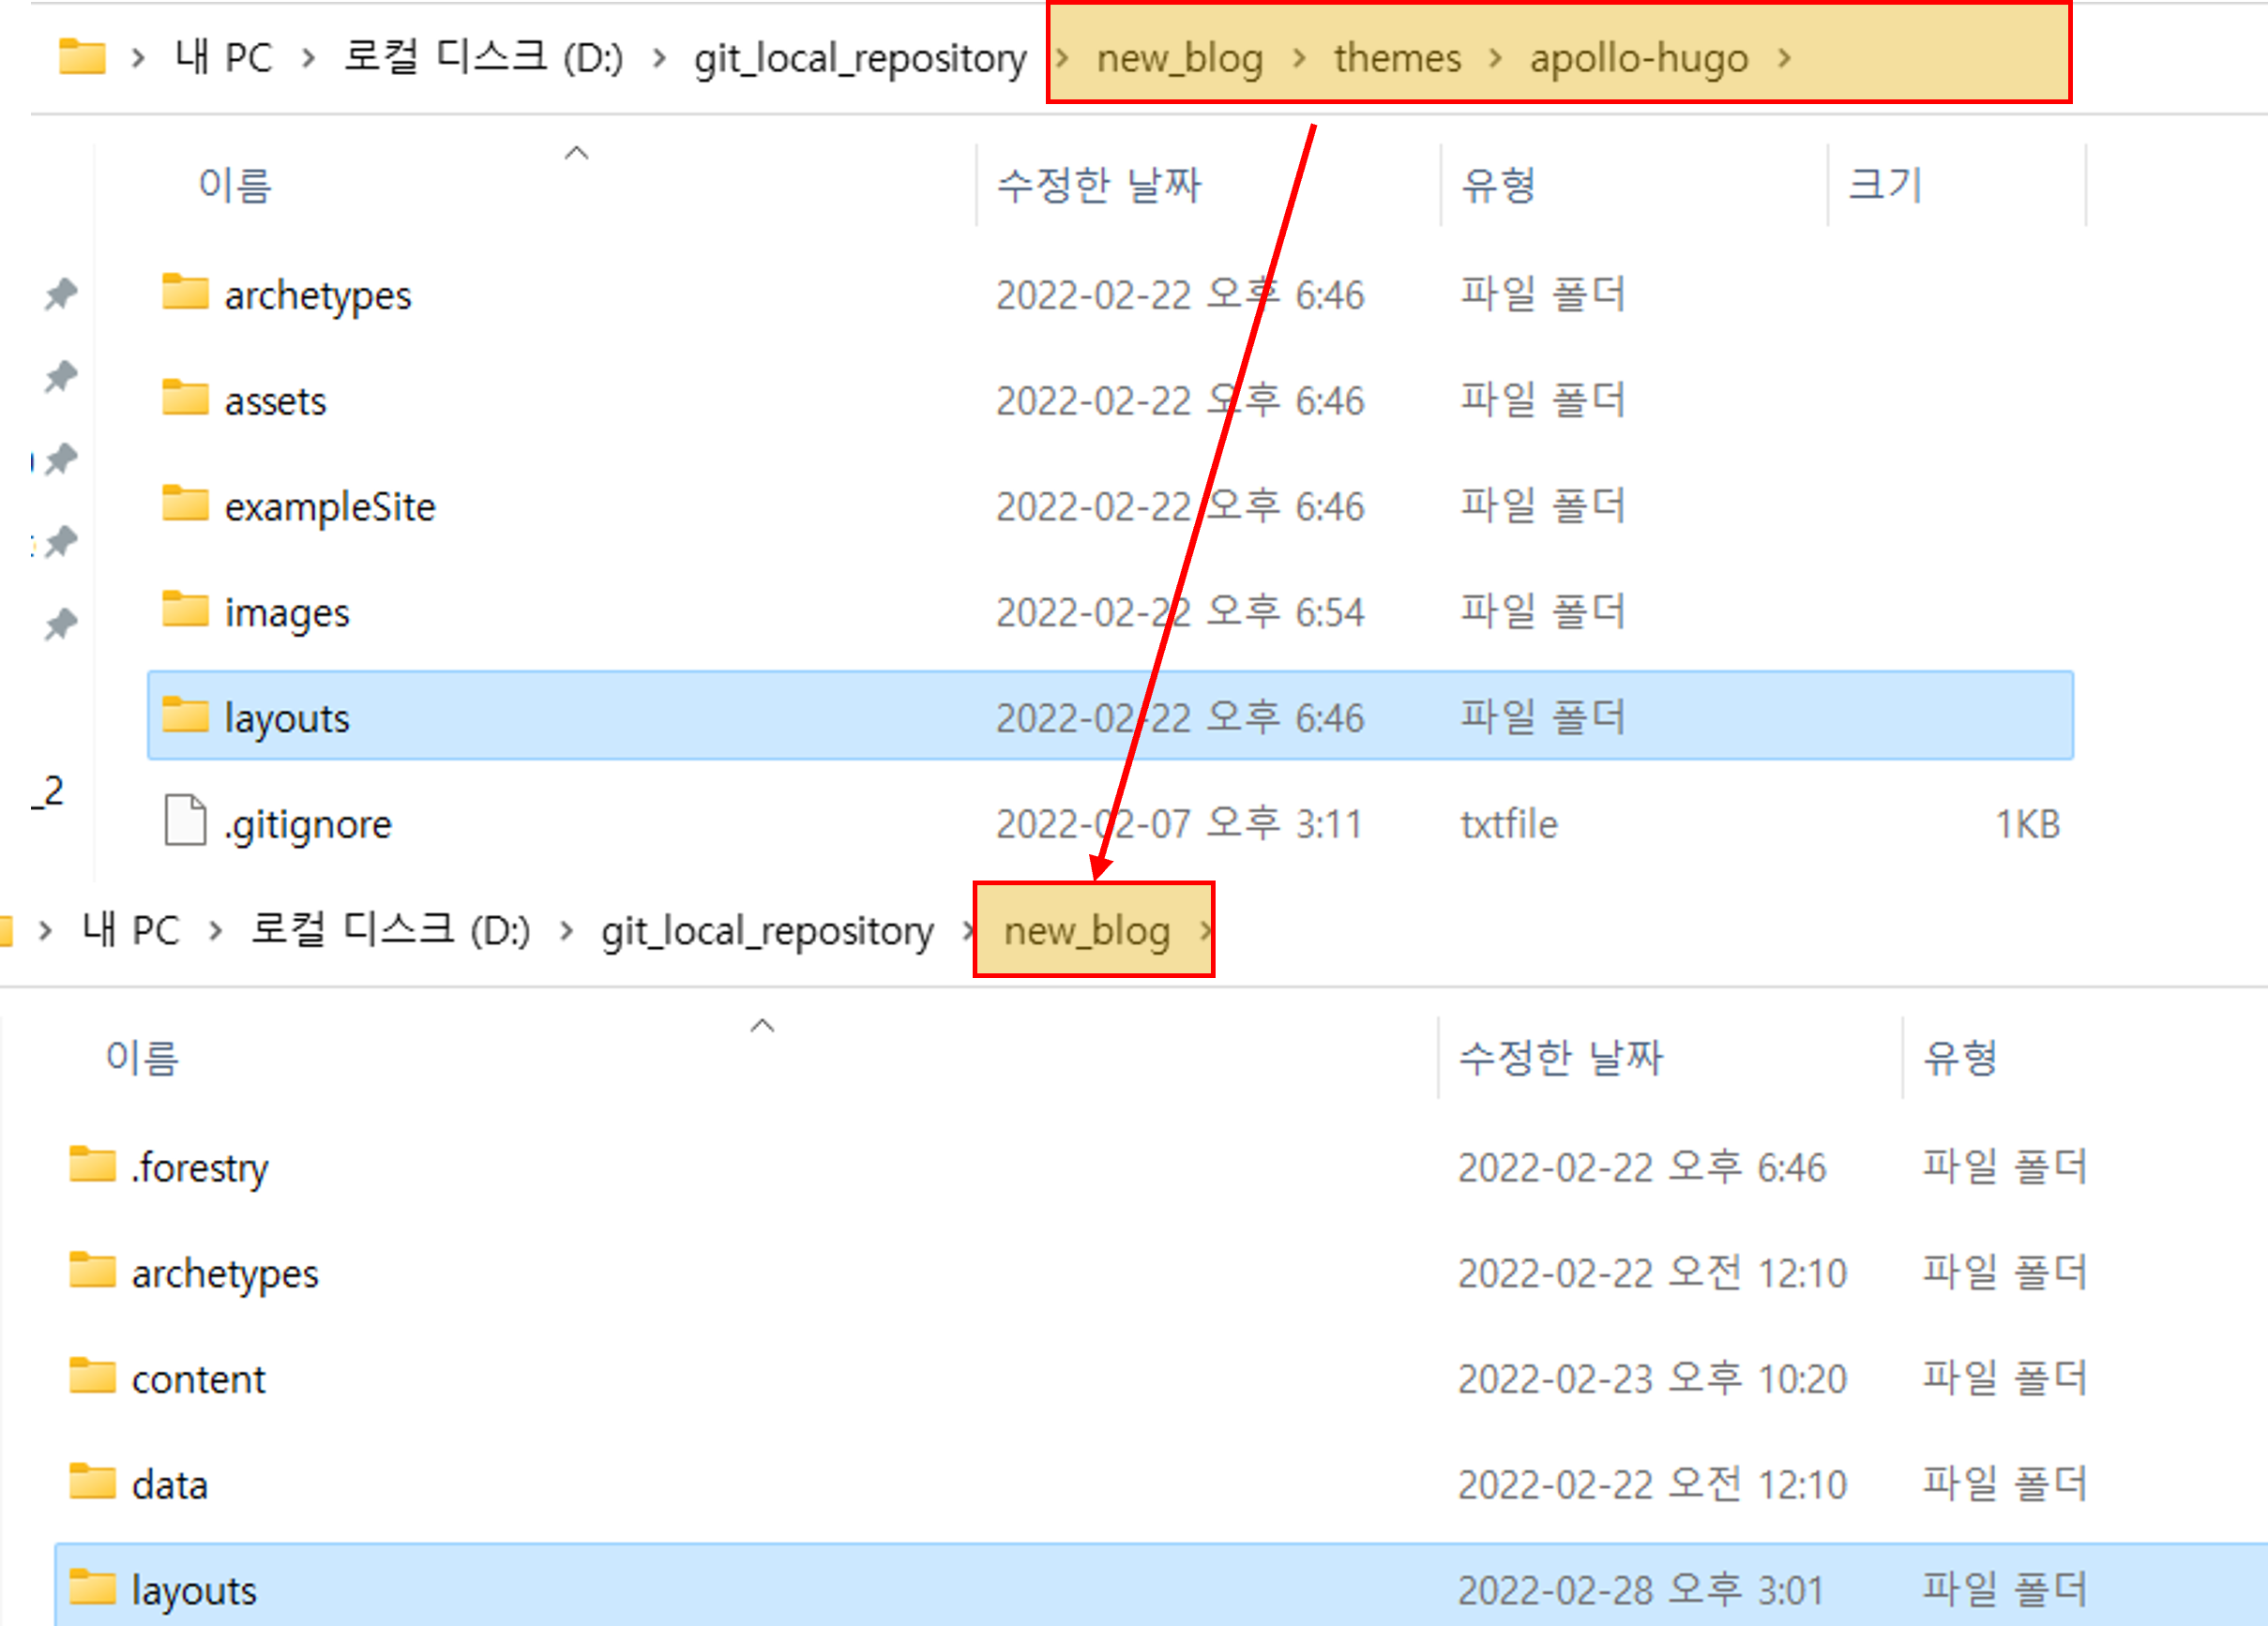 내 PC > 로컬 디스크 (D:) > git_local_repository > new_blog > themes > apollo-hugo >
이름 수정한 날짜 유형 크기
archetypes 2022-02-22 오후 6:46 파일 폴더
assets 2022-02-22 오후 6:46 파일 폴더
exampleSite 2022-02-22 오후 6:46 파일 폴더
images 2022-02-22 오후 6:54 파일 폴더
layouts 2022-02-22 오후 6:46 파일 폴더
_2
.gitignore 2022-02-07 오후 3:11 txtfile 1KB
> 내 PC > 로컬 디스크 (D:) > git_local_repository > new_blog >
이름 수정한 날짜 유형
.forestry 2022-02-22 오후 6:46 파일 폴더
archetypes 2022-02-22 오전 12:10 파일 폴더
content 2022-02-23 오후 10:20 파일 폴더
data 2022-02-22 오전 12:10 파일 폴더
layouts 2022-02-28 오후 3:01 파일 폴더